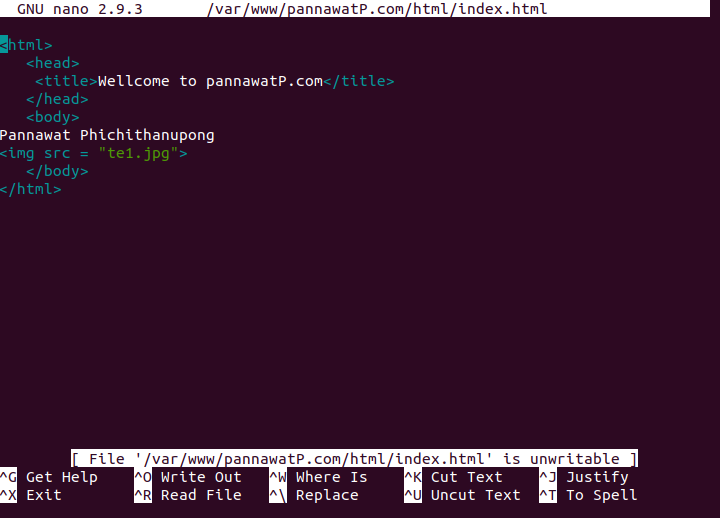 GNU nano 2.9.3 /var/www/pannawatP.com/html/index.html
<html>
<head>
<title>Wellcome to pannawatP.com</title>
</head>
<body>
Pannawat Phichithanupong
<img src = "te1.jpg">
</body>
</html>
[ File '/var/www/pannawatP.com/html/index.html' is unwritable ]
^G Get Help ^O Write Out ^W Where Is ^K Cut Text ^J Justify
^X Exit ^R Read File ^\ Replace ^U Uncut Text ^T To Spell